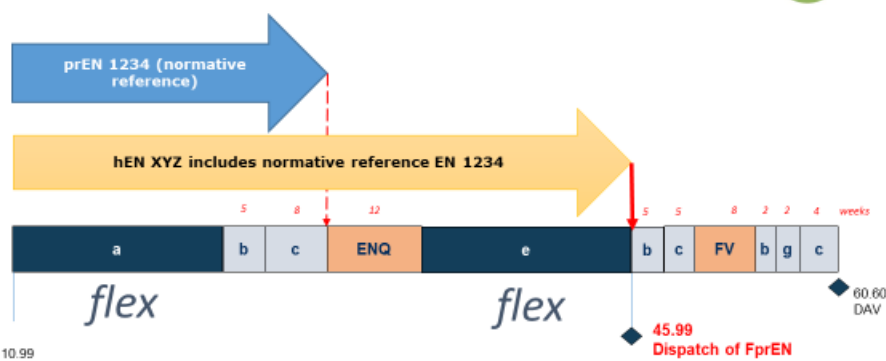 prEN 1234 (normative
reference)
hEN XYZ includes normative reference EN 1234
5 8 12 5 5 8 2 2 4 weeks
a b c ENQ e b c FV b g c
flex flex
60.60
DAV
45.99
Dispatch of FprEN
10.99